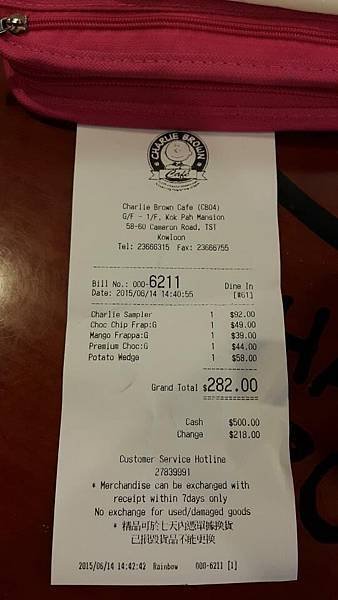 CHARLIE BROWN
Café
Charlie Brown Cafe (CB04)
G/F - 1/F, Kok Pah Mansion
58-60 Cameron Road, TST
Kowloon
Tel: 23666315 Fax: 23666755
Bill No.: 000-6211 Dine In
Date: 2015/06/14 14:40:55 [#61]
Charlie Sampler 1 $92.00
Choc Chip Frap:G 1 $49.00
Mango Frappa:G 1 $39.00
Premium Choc:G 1 $44.00
Potato Wedge 1 $58.00
Grand Total $282.00
Cash $500.00
Change $218.00
Customer Service Hotline
27839991
* Merchandise can be exchanged with
receipt within 7days only
No exchange for used/damaged goods
* 精品可於七天內憑單據換貨
已損毀貨品不能更換
2015/06/14 14:42:42 Rainbow 000-6211 [1]